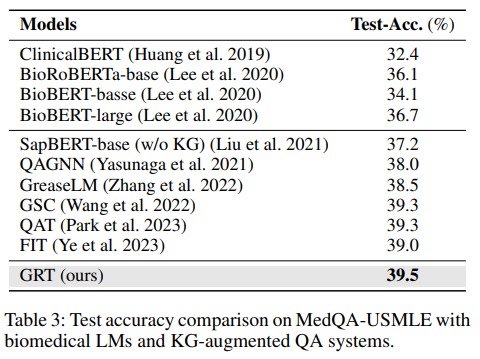 Models Test-Acc. (%)
ClinicalBERT (Huang et al. 2019) 32.4
BioRoBERTa-base (Lee et al. 2020) 36.1
BioBERT-basse (Lee et al. 2020) 34.1
BioBERT-large (Lee et al. 2020) 36.7
SapBERT-base (w/o KG) (Liu et al. 2021) 37.2
QAGNN (Yasunaga et al. 2021) 38.0
GreaseLM (Zhang et al. 2022) 38.5
GSC (Wang et al. 2022) 39.3
QAT (Park et al. 2023) 39.3
FIT (Ye et al. 2023) 39.0
GRT (ours) 39.5
Table 3: Test accuracy comparison on MedQA-USMLE with
biomedical LMs and KG-augmented QA systems.